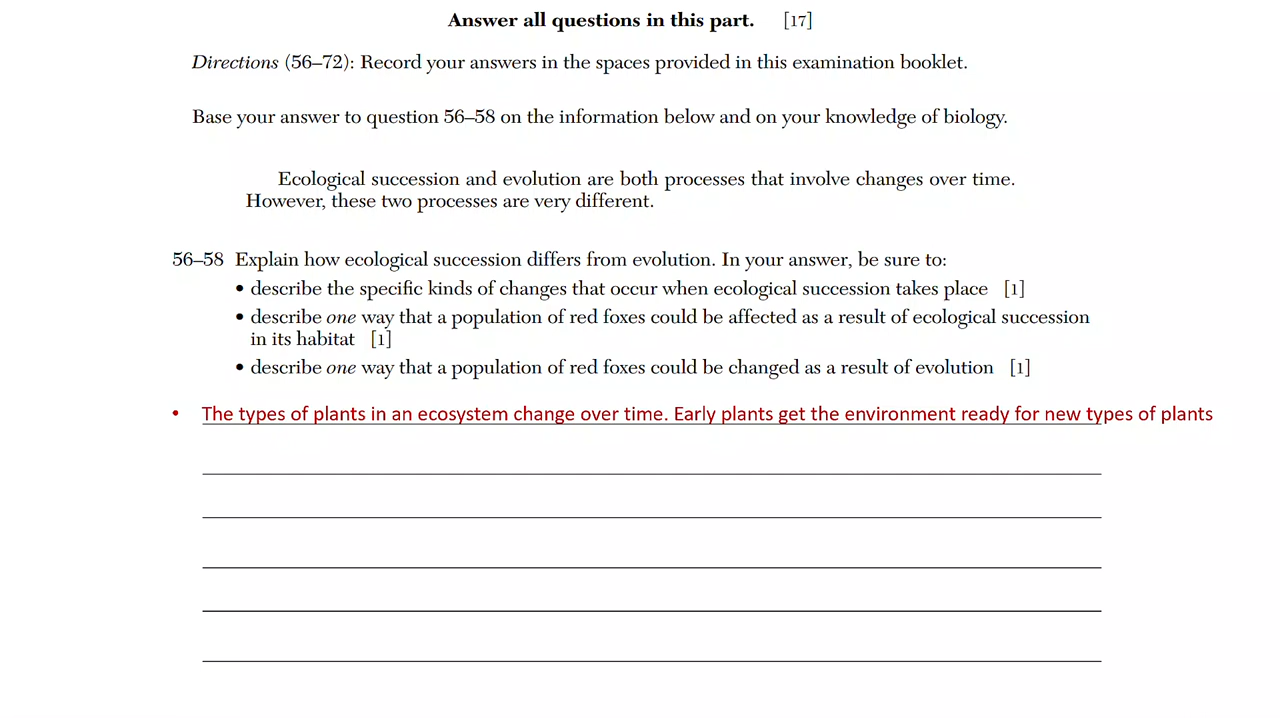 Answer all questions in this part. [17]
Directions (56–72): Record your answers in the spaces provided in this examination booklet.
Base your answer to question 56–58 on the information below and on your knowledge of biology.
Ecological succession and evolution are both processes that involve changes over time.
However, these two processes are very different.
56–58 Explain how ecological succession differs from evolution. In your answer, be sure to:
• describe the specific kinds of changes that occur when ecological succession takes place [1]
• describe one way that a population of red foxes could be affected as a result of ecological succession
in its habitat [1]
• describe one way that a population of red foxes could be changed as a result of evolution [1]
• The types of plants in an ecosystem change over time. Early plants get the environment ready for new types of plants